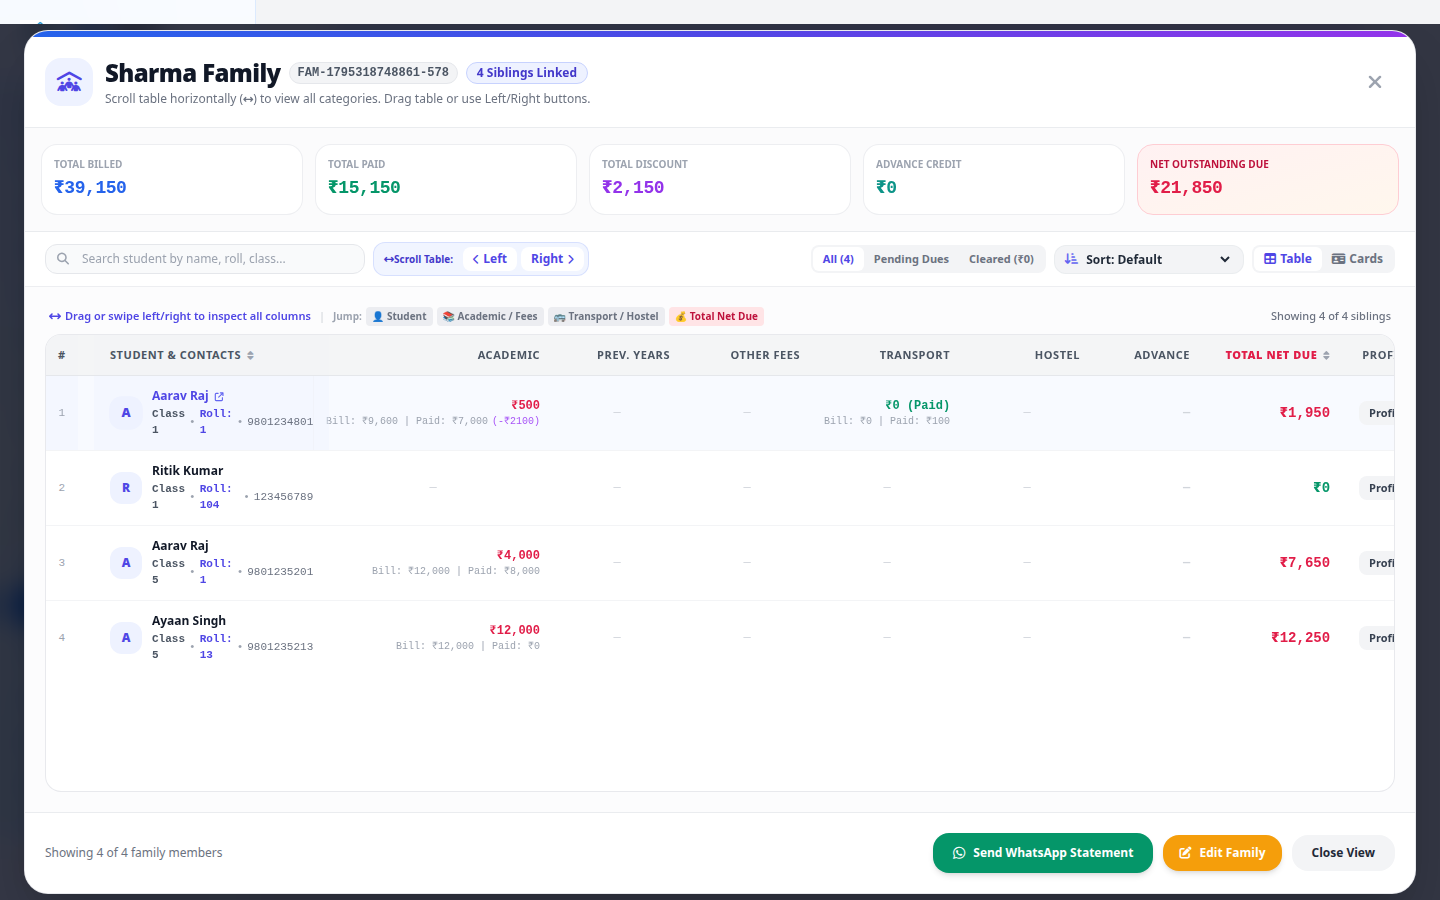 Sharma Family FAM-1795318748861-578 4 Siblings Linked
Scroll table horizontally (↔) to view all categories. Drag table or use Left/Right buttons.
TOTAL BILLED
₹39,150
TOTAL PAID
₹15,150
TOTAL DISCOUNT
₹2,150
ADVANCE CREDIT
₹0
NET OUTSTANDING DUE
₹21,850
Search student by name, roll, class...
↔Scroll Table: Left Right
All (4) Pending Dues Cleared (₹0)
Sort: Default
Table Cards
↔ Drag or swipe left/right to inspect all columns | Jump: 👤 Student 📚 Academic / Fees 🚌 Transport / Hostel 💰 Total Net Due
Showing 4 of 4 siblings
# STUDENT & CONTACTS ACADEMIC PREV. YEARS OTHER FEES TRANSPORT HOSTEL ADVANCE TOTAL NET DUE PROF
1 A Aarav Raj
Class 1 • Roll: 1 • 9801234801
₹500
Bill: ₹9,600 | Paid: ₹7,000 (-₹2100)
— —
₹0 (Paid)
Bill: ₹0 | Paid: ₹100
— — ₹1,950 Profi
2 R Ritik Kumar
Class 1 • Roll: 104 • 123456789
— — — — — — ₹0 Profi
3 A Aarav Raj
Class 5 • Roll: 1 • 9801235201
₹4,000
Bill: ₹12,000 | Paid: ₹8,000
— — — — — ₹7,650 Profi
4 A Ayaan Singh
Class 5 • Roll: 13 • 9801235213
₹12,000
Bill: ₹12,000 | Paid: ₹0
— — — — — ₹12,250 Profi
Showing 4 of 4 family members
Send WhatsApp Statement
Edit Family
Close View